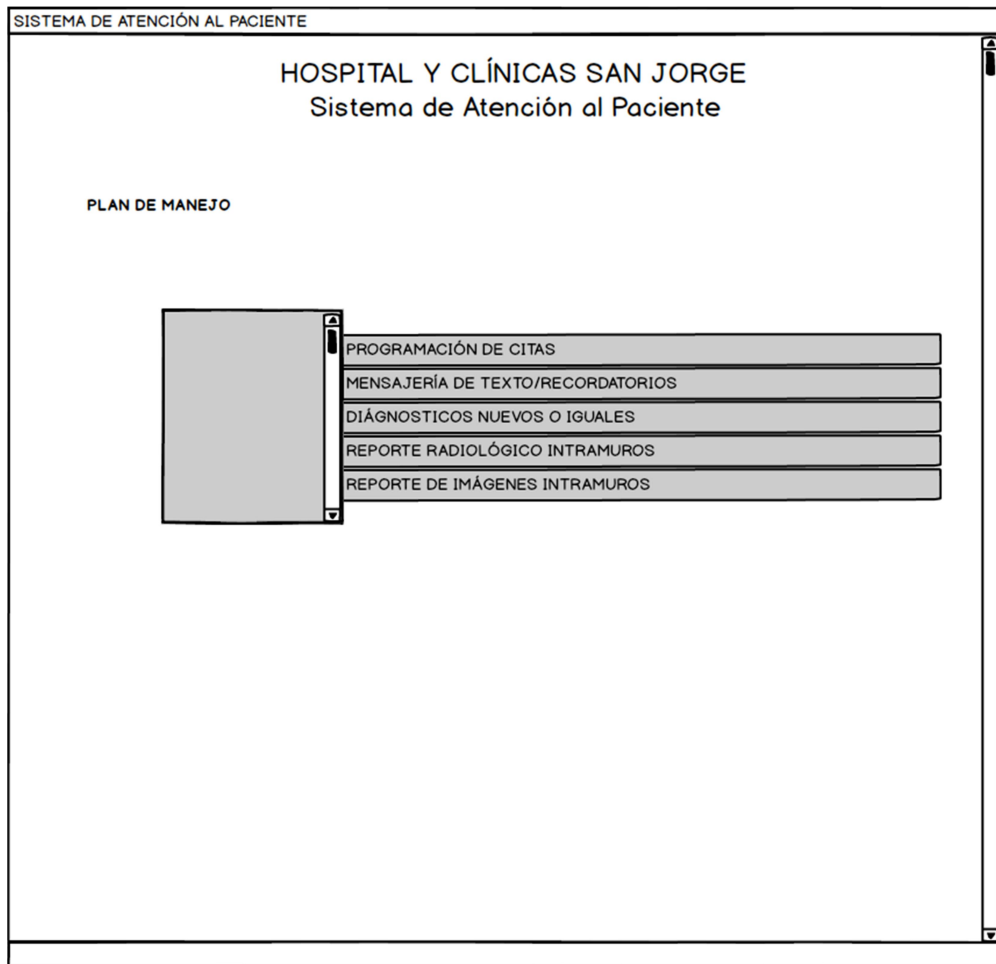 SISTEMA DE ATENCIÓN AL PACIENTE
HOSPITAL Y CLÍNICAS SAN JORGE
Sistema de Atención al Paciente
PLAN DE MANEJO
PROGRAMACIÓN DE CITAS
MENSAJERÍA DE TEXTO/RECORDATORIOS
DIÁGNOSTICOS NUEVOS O IGUALES
REPORTE RADIOLÓGICO INTRAMUROS
REPORTE DE IMÁGENES INTRAMUROS